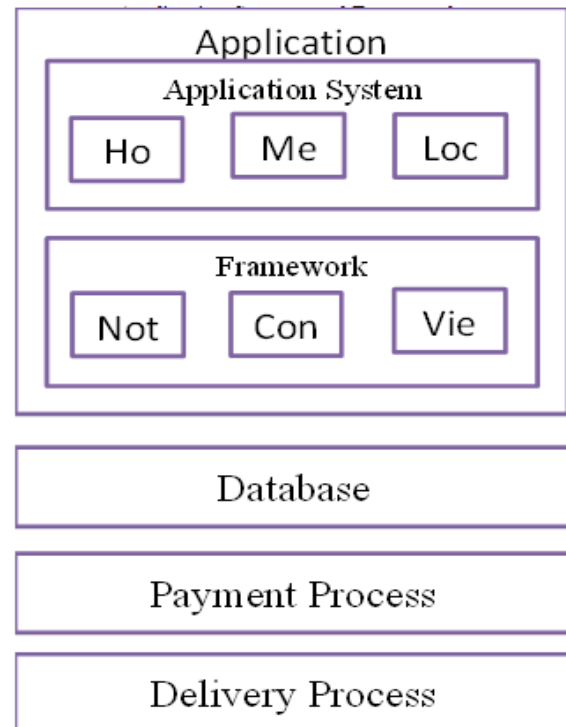 Application
Application System
Ho Me Loc
Framework
Not Con Vie
Database
Payment Process
Delivery Process